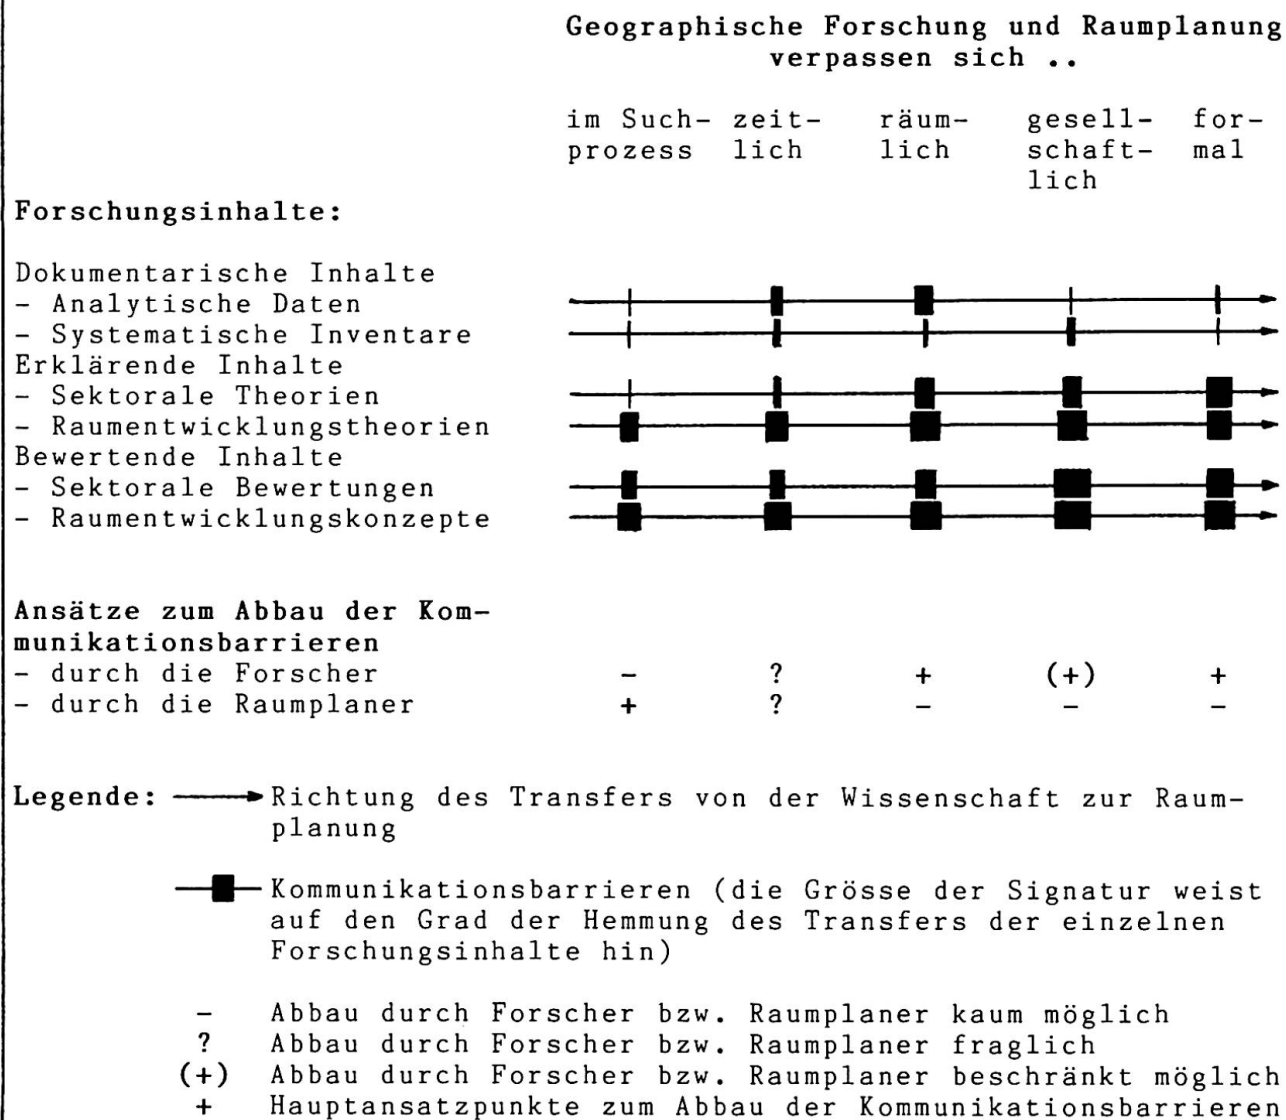 Geographische Forschung und Raumplanung
verpassen sich ..
im Such- zeit- räum- gesell- for-
prozess lich lich schaft- mal
lich
Forschungsinhalte:
Dokumentarische Inhalte
- Analytische Daten
- Systematische Inventare
Erklärende Inhalte
- Sektorale Theorien
- Raumentwicklungstheorien
Bewertende Inhalte
- Sektorale Bewertungen
- Raumentwicklungskonzepte
Ansätze zum Abbau der Kom-
munikationsbarrieren
- durch die Forscher - ? + (+) +
- durch die Raumplaner + ? - - -
Legende: Richtung des Transfers von der Wissenschaft zur Raum-
planung
Kommunikationsbarrieren (die Grösse der Signatur weist
auf den Grad der Hemmung des Transfers der einzelnen
Forschungsinhalte hin)
- Abbau durch Forscher bzw. Raumplaner kaum möglich
? Abbau durch Forscher bzw. Raumplaner fraglich
(+) Abbau durch Forscher bzw. Raumplaner beschränkt möglich
+ Hauptansatzpunkte zum Abbau der Kommunikationsbarrieren